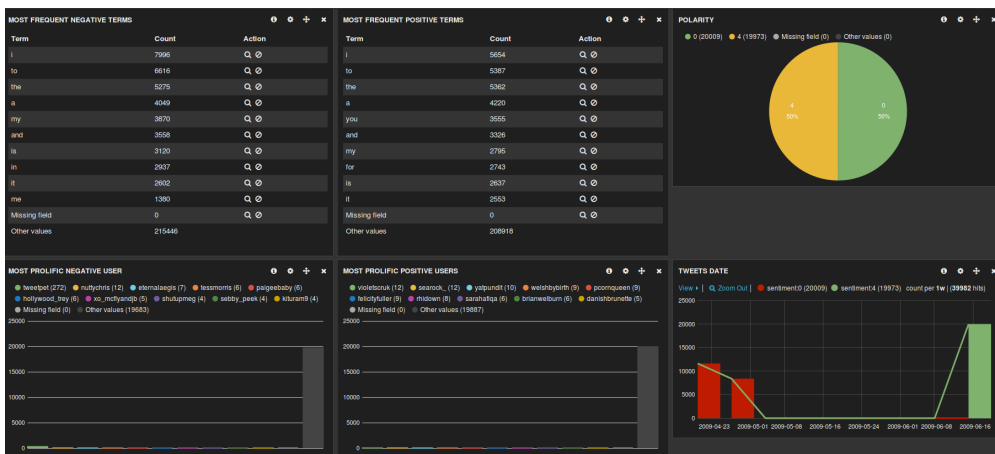 MOST FREQUENT NEGATIVE TERMS
Term Count Action
i 7996
to 6616
the 5275
a 4049
my 3870
and 3558
is 3120
in 2937
it 2602
me 1380
Missing field 0
Other values 215446
MOST FREQUENT POSITIVE TERMS
Term Count Action
i 5654
to 5387
the 5362
a 4220
you 3555
and 3326
my 2795
for 2743
is 2637
it 2553
Missing field 0
Other values 208918
POLARITY
0 (20009) 4 (19973) Missing field (0) Other values (0)
4 0
50% 50%
MOST PROLIFIC NEGATIVE USER
tweetpet (272) nuttychris (12) eternalaegis (7) tessmorris (6) paigeebaby (6)
hollywood_trey (6) xo_mcflyandjb (5) shutupmeg (4) sebby_peek (4) kituram9 (4)
Missing field (0) Other values (19683)
25000
20000
15000
10000
5000
0
MOST PROLIFIC POSITIVE USERS
violetscruk (12) searock_ (12) yatpundit (10) welshbybirth (9) pcornqueen (9)
felicityfuller (9) rhidown (8) sarahafiqa (6) brianwelburn (6) danishbrunette (5)
Missing field (0) Other values (19887)
25000
20000
15000
10000
5000
0
TWEETS DATE
View ▸ | Zoom Out | sentiment:0 (20009) sentiment:4 (19973) count per 1w | (39982 hits)
25000
20000
15000
10000
5000
0
2009-04-23 2009-05-01 2009-05-08 2009-05-16 2009-05-24 2009-06-01 2009-06-08 2009-06-16